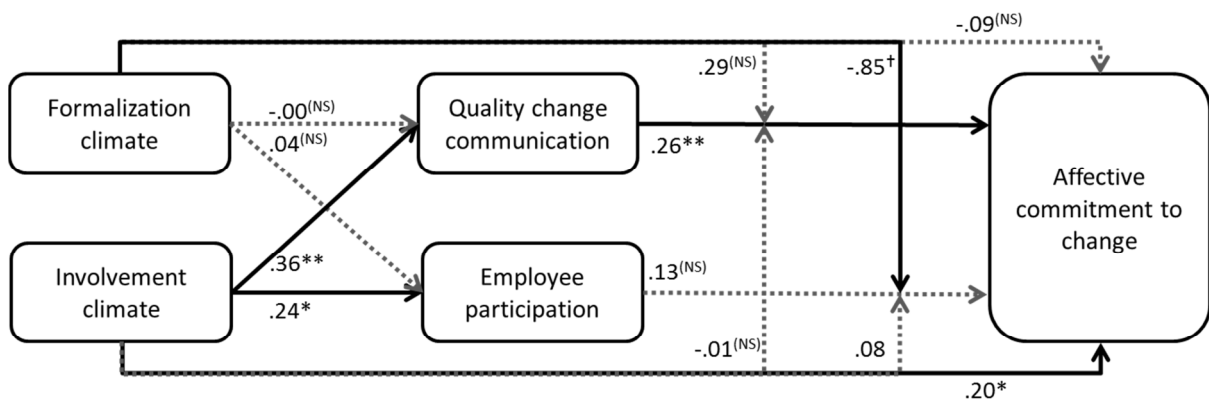 -.09(NS)
.29(NS)
-.85†
Formalization
climate
-.00(NS)
.04(NS)
Quality change
communication
.26**
Affective
commitment to
change
Involvement
climate
.36**
.24*
Employee
participation
.13(NS)
-.01(NS)
.08
.20*